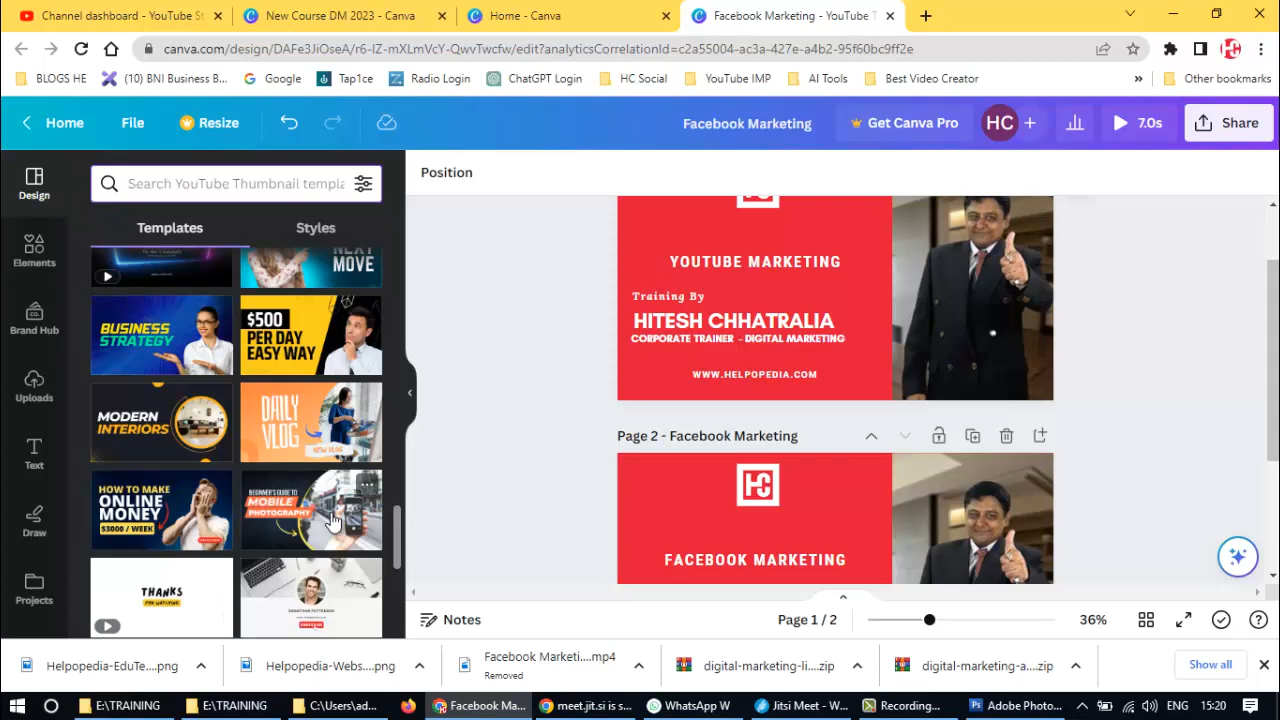 Channel dashboard - YouTube St
New Course DM 2023 - Canva
Home - Canva
Facebook Marketing - YouTube T
canva.com/design/DAFe3JiOseA/r6-lZ-mXLmVcY-QwvTwcfw/edit?analyticsCorrelationId=c2a55004-ac3a-427e-a4b2-95f60bc9ff2e
BLOGS HE
(10) BNI Business B...
Google
Tap1ce
Radio Login
ChatGPT Login
HC Social
YouTube IMP
AI Tools
Best Video Creator
»
Other bookmarks
Home
File
Resize
Facebook Marketing
Get Canva Pro
HC
7.0s
Share
Design
Elements
Brand Hub
Uploads
Text
Draw
Projects
Search YouTube Thumbnail templa
Templates
Styles
NEXT
MOVE
BUSINESS
STRATEGY
$500
PER DAY
EASY WAY
MODERN
INTERIORS
DAILY
VLOG
NEW VLOG
HOW TO MAKE
ONLINE
MONEY
$3000 / WEEK
BEGINNER'S GUIDE TO
MOBILE
PHOTOGRAPHY
THANKS
FOR WATCHING
JONATHAN PATTERSON
Position
YOUTUBE MARKETING
Training By
HITESH CHHATRALIA
CORPORATE TRAINER - DIGITAL MARKETING
WWW.HELPOPEDIA.COM
Page 2 - Facebook Marketing
HC
FACEBOOK MARKETING
Notes
Page 1 / 2
36%
Helpopedia-EduTe....png
Helpopedia-Webs....png
Facebook Marketi....mp4
Removed
digital-marketing-li....zip
digital-marketing-a....zip
Show all
E:\TRAINING
E:\TRAINING
C:\Users\ad...
Facebook Ma...
meet.jit.si is s...
WhatsApp W
Jitsi Meet - W...
Recording...
Adobe Photo...
ENG
15:20